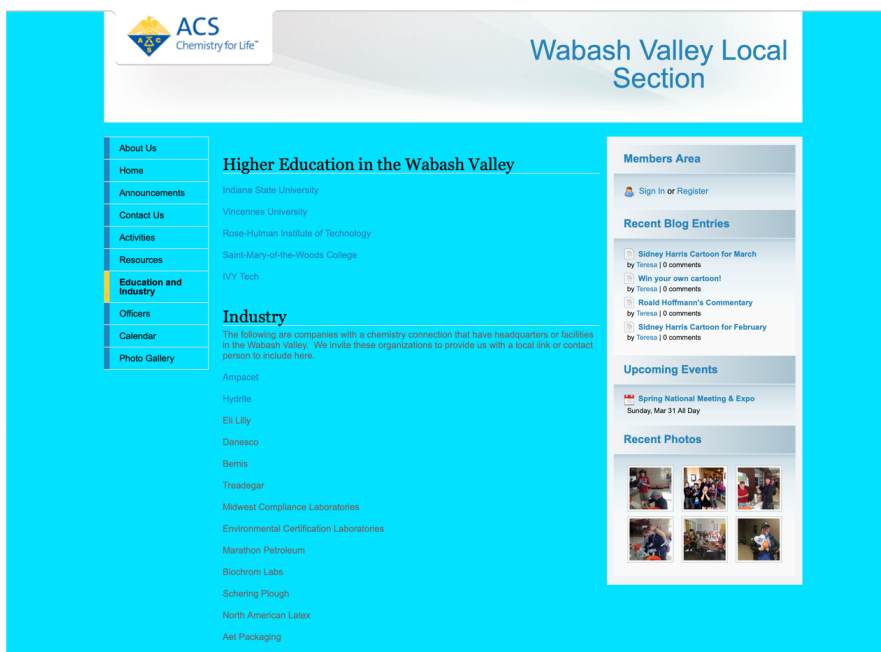 ACS
Chemistry for Life™
Wabash Valley Local
Section
About Us
Home
Announcements
Contact Us
Activities
Resources
Education and
Industry
Officers
Calendar
Photo Gallery
Higher Education in the Wabash Valley
Indiana State University
Vincennes University
Rose-Hulman Institute of Technology
Saint-Mary-of-the-Woods College
IVY Tech
Industry
The following are companies with a chemistry connection that have headquarters or facilities
in the Wabash Valley. We invite these organizations to provide us with a local link or contact
person to include here.
Ampacet
Hydrite
Eli Lilly
Danesco
Bemis
Treadegar
Midwest Compliance Laboratories
Environmental Certification Laboratories
Marathon Petroleum
Biochrom Labs
Schering Plough
North American Latex
Aet Packaging
Members Area
Sign In or Register
Recent Blog Entries
Sidney Harris Cartoon for March
by Teresa | 0 comments
Win your own cartoon!
by Teresa | 0 comments
Roald Hoffmann's Commentary
by Teresa | 0 comments
Sidney Harris Cartoon for February
by Teresa | 0 comments
Upcoming Events
Spring National Meeting & Expo
Sunday, Mar 31 All Day
Recent Photos